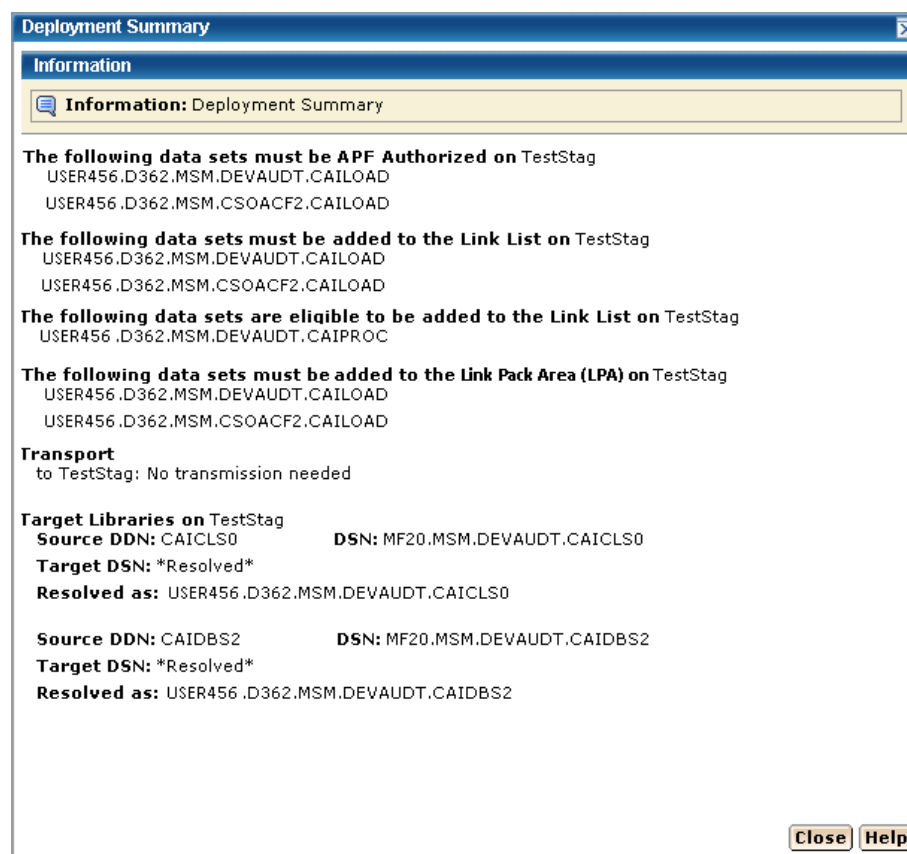 Deployment Summary
Information
Information: Deployment Summary
The following data sets must be APF Authorized on TestStag
USER456.D362.MSM.DEVAUDT.CAILOAD
USER456.D362.MSM.CSOACF2.CAILOAD
The following data sets must be added to the Link List on TestStag
USER456.D362.MSM.DEVAUDT.CAILOAD
USER456.D362.MSM.CSOACF2.CAILOAD
The following data sets are eligible to be added to the Link List on TestStag
USER456.D362.MSM.DEVAUDT.CAIPROC
The following data sets must be added to the Link Pack Area (LPA) on TestStag
USER456.D362.MSM.DEVAUDT.CAILOAD
USER456.D362.MSM.CSOACF2.CAILOAD
Transport
to TestStag: No transmission needed
Target Libraries on TestStag
Source DDN: CAICLS0 DSN: MF20.MSM.DEVAUDT.CAICLS0
Target DSN: *Resolved*
Resolved as: USER456.D362.MSM.DEVAUDT.CAICLS0
Source DDN: CAIDBS2 DSN: MF20.MSM.DEVAUDT.CAIDBS2
Target DSN: *Resolved*
Resolved as: USER456.D362.MSM.DEVAUDT.CAIDBS2
Close Help